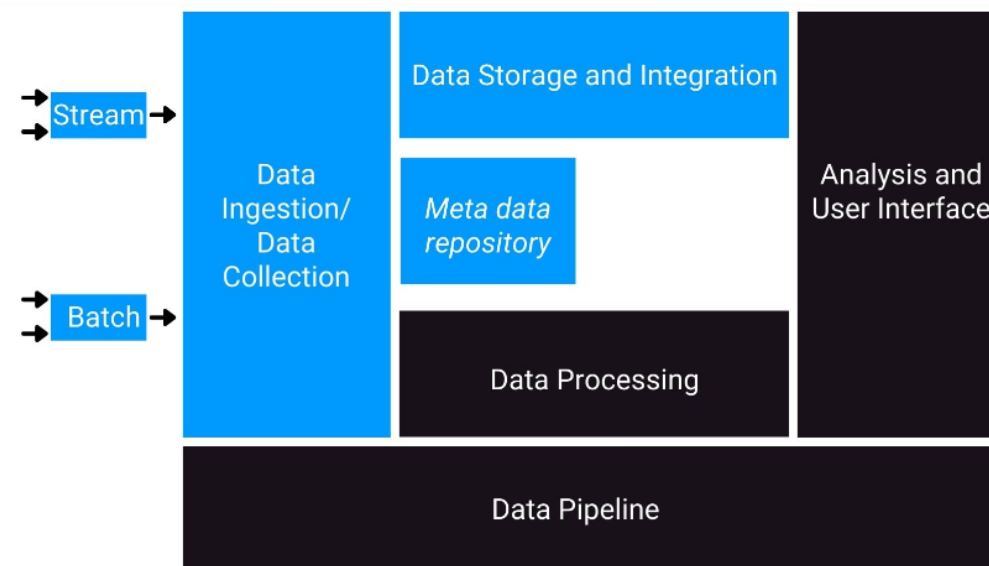 Stream
Batch
Data
Ingestion/
Data
Collection
Data Storage and Integration
Meta data
repository
Data Processing
Analysis and
User Interface
Data Pipeline